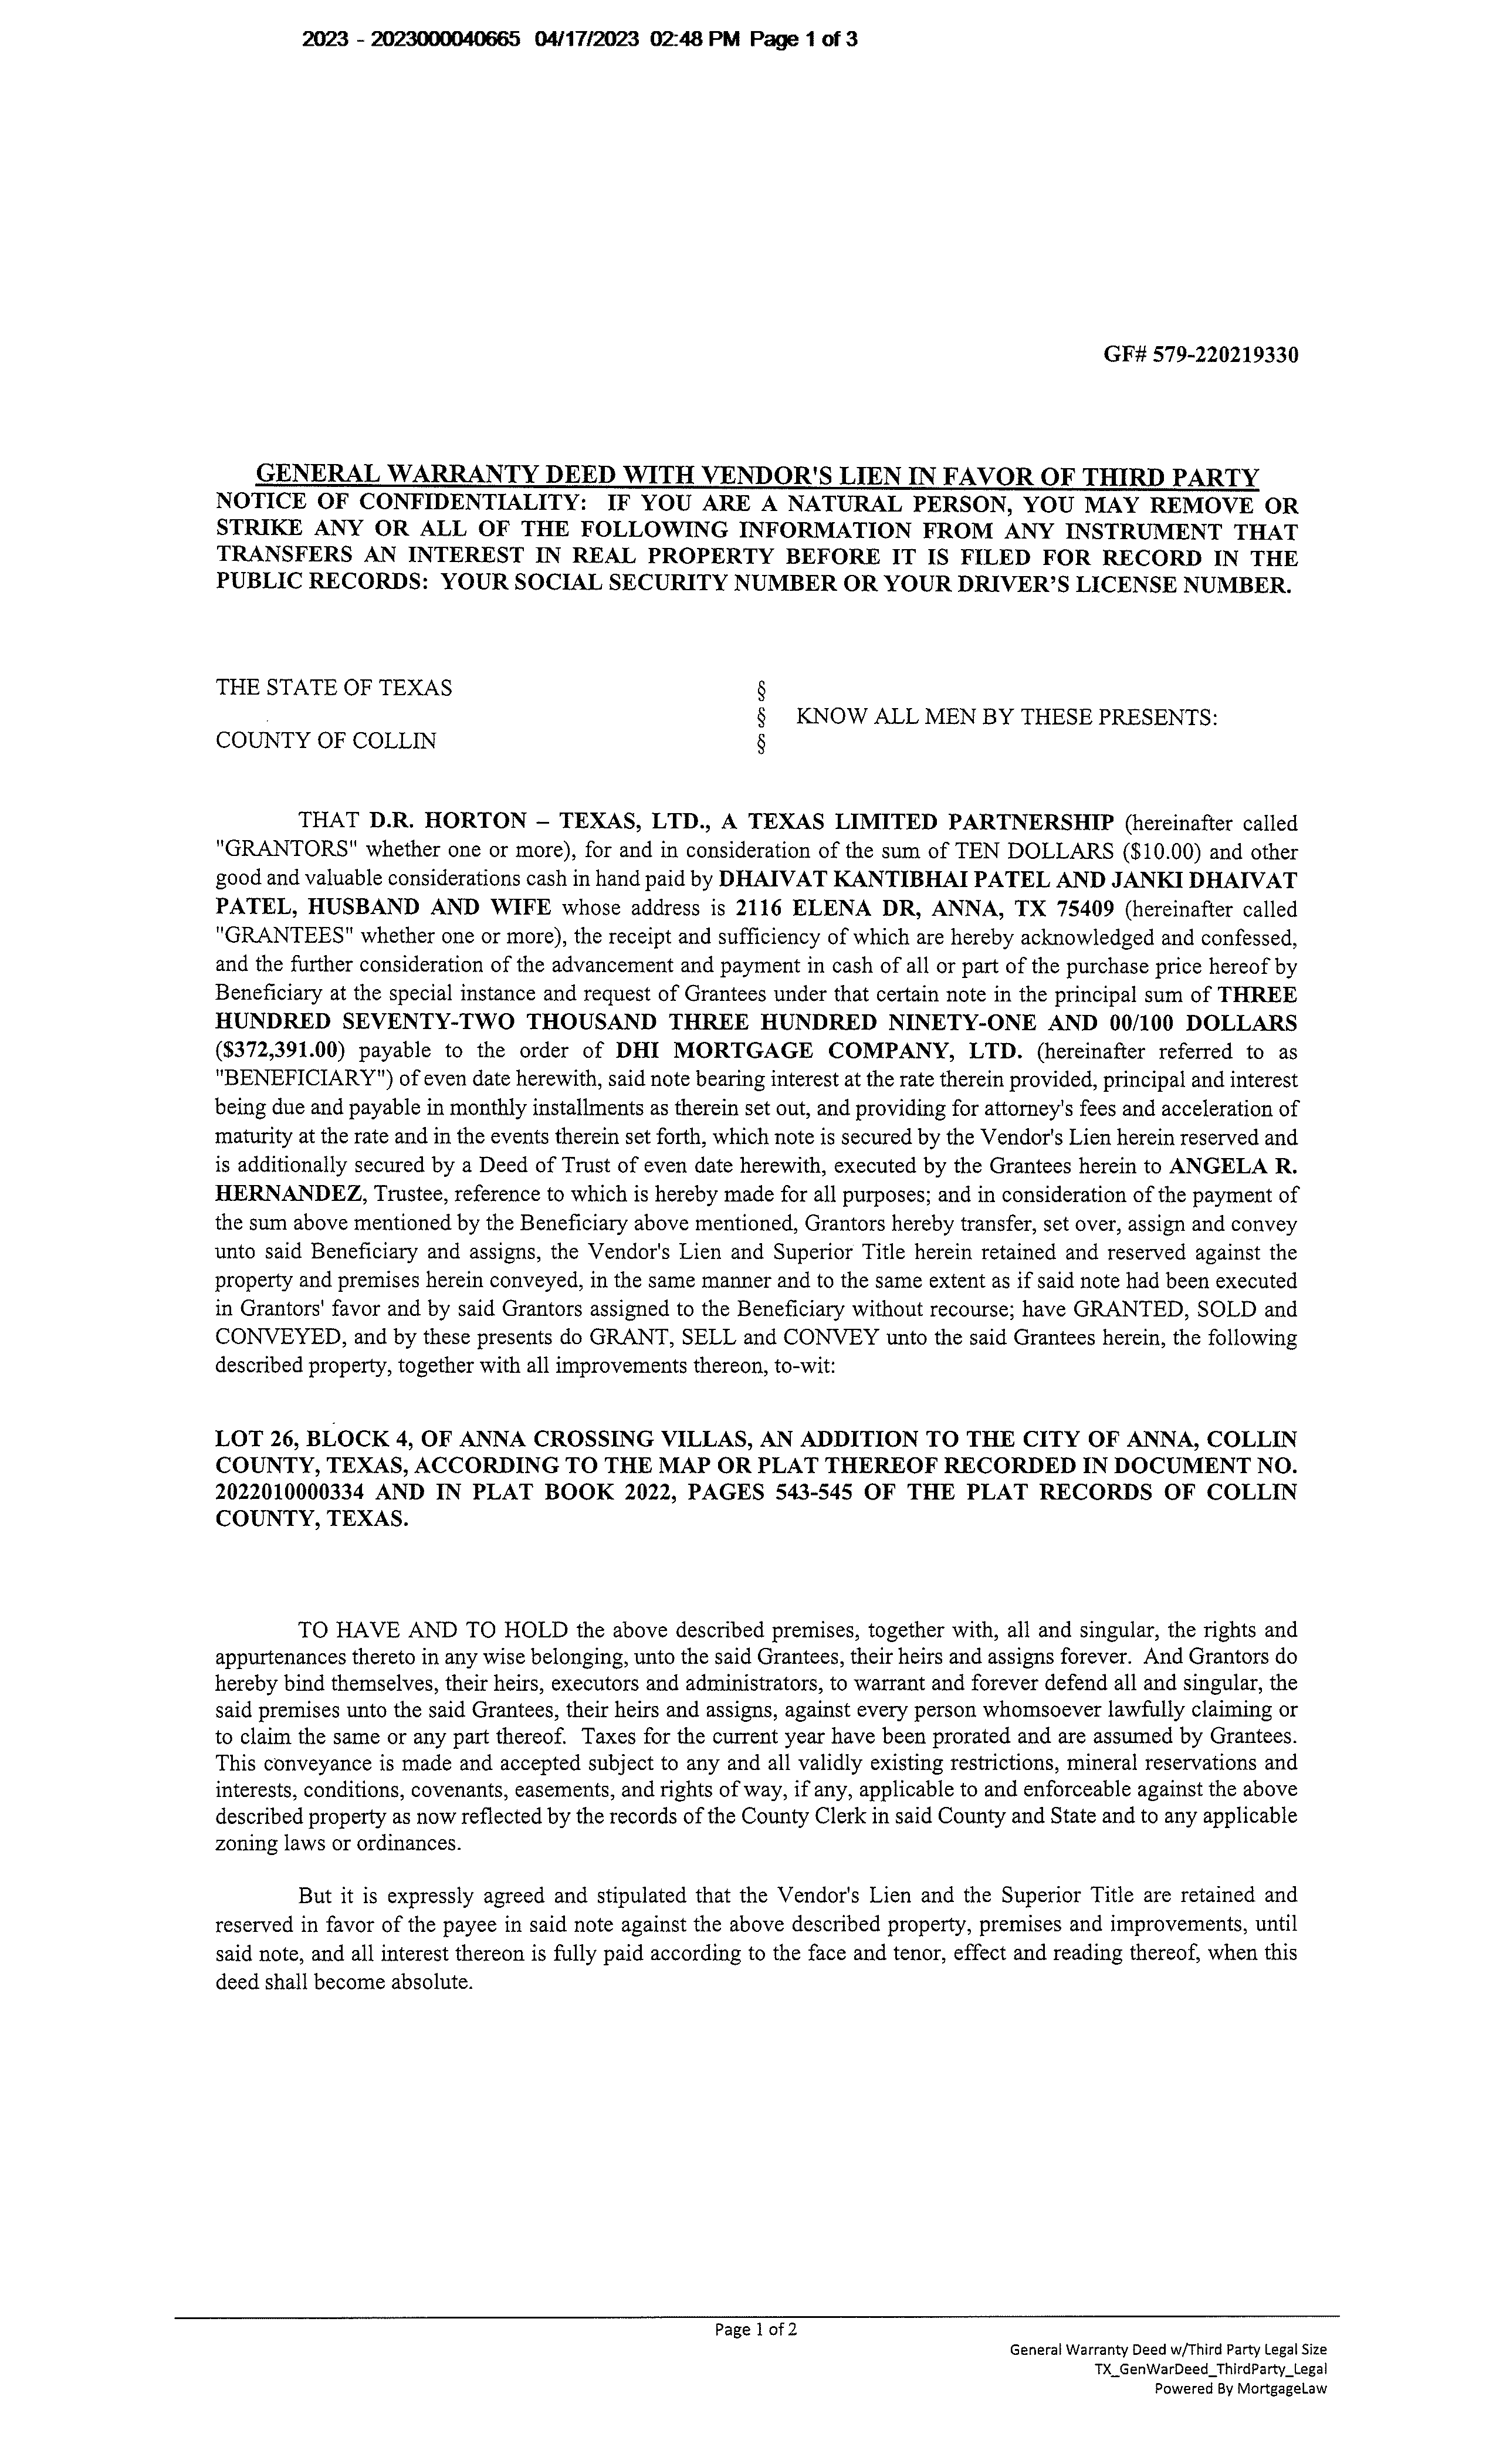 2023 - 2023000040665 04/17/2023 02:48 PM Page 1 of 3
GF# 579-220219330
GENERAL WARRANTY DEED WITH VENDOR'S LIEN IN FAVOR OF THIRD PARTY
NOTICE OF CONFIDENTIALITY: IF YOU ARE A NATURAL PERSON, YOU MAY REMOVE OR
STRIKE ANY OR ALL OF THE FOLLOWING INFORMATION FROM ANY INSTRUMENT THAT
TRANSFERS AN INTEREST IN REAL PROPERTY BEFORE IT IS FILED FOR RECORD IN THE
PUBLIC RECORDS: YOUR SOCIAL SECURITY NUMBER OR YOUR DRIVER’S LICENSE NUMBER.
THE STATE OF TEXAS §
§ KNOW ALL MEN BY THESE PRESENTS:
COUNTY OF COLLIN §
THAT D.R. HORTON – TEXAS, LTD., A TEXAS LIMITED PARTNERSHIP (hereinafter called
"GRANTORS" whether one or more), for and in consideration of the sum of TEN DOLLARS ($10.00) and other
good and valuable considerations cash in hand paid by DHAIVAT KANTIBHAI PATEL AND JANKI DHAIVAT
PATEL, HUSBAND AND WIFE whose address is 2116 ELENA DR, ANNA, TX 75409 (hereinafter called
"GRANTEES" whether one or more), the receipt and sufficiency of which are hereby acknowledged and confessed,
and the further consideration of the advancement and payment in cash of all or part of the purchase price hereof by
Beneficiary at the special instance and request of Grantees under that certain note in the principal sum of THREE
HUNDRED SEVENTY-TWO THOUSAND THREE HUNDRED NINETY-ONE AND 00/100 DOLLARS
($372,391.00) payable to the order of DHI MORTGAGE COMPANY, LTD. (hereinafter referred to as
"BENEFICIARY") of even date herewith, said note bearing interest at the rate therein provided, principal and interest
being due and payable in monthly installments as therein set out, and providing for attorney's fees and acceleration of
maturity at the rate and in the events therein set forth, which note is secured by the Vendor's Lien herein reserved and
is additionally secured by a Deed of Trust of even date herewith, executed by the Grantees herein to ANGELA R.
HERNANDEZ, Trustee, reference to which is hereby made for all purposes; and in consideration of the payment of
the sum above mentioned by the Beneficiary above mentioned, Grantors hereby transfer, set over, assign and convey
unto said Beneficiary and assigns, the Vendor's Lien and Superior Title herein retained and reserved against the
property and premises herein conveyed, in the same manner and to the same extent as if said note had been executed
in Grantors' favor and by said Grantors assigned to the Beneficiary without recourse; have GRANTED, SOLD and
CONVEYED, and by these presents do GRANT, SELL and CONVEY unto the said Grantees herein, the following
described property, together with all improvements thereon, to-wit:
LOT 26, BLOCK 4, OF ANNA CROSSING VILLAS, AN ADDITION TO THE CITY OF ANNA, COLLIN
COUNTY, TEXAS, ACCORDING TO THE MAP OR PLAT THEREOF RECORDED IN DOCUMENT NO.
2022010000334 AND IN PLAT BOOK 2022, PAGES 543-545 OF THE PLAT RECORDS OF COLLIN
COUNTY, TEXAS.
TO HAVE AND TO HOLD the above described premises, together with, all and singular, the rights and
appurtenances thereto in any wise belonging, unto the said Grantees, their heirs and assigns forever. And Grantors do
hereby bind themselves, their heirs, executors and administrators, to warrant and forever defend all and singular, the
said premises unto the said Grantees, their heirs and assigns, against every person whomsoever lawfully claiming or
to claim the same or any part thereof. Taxes for the current year have been prorated and are assumed by Grantees.
This conveyance is made and accepted subject to any and all validly existing restrictions, mineral reservations and
interests, conditions, covenants, easements, and rights of way, if any, applicable to and enforceable against the above
described property as now reflected by the records of the County Clerk in said County and State and to any applicable
zoning laws or ordinances.
But it is expressly agreed and stipulated that the Vendor's Lien and the Superior Title are retained and
reserved in favor of the payee in said note against the above described property, premises and improvements, until
said note, and all interest thereon is fully paid according to the face and tenor, effect and reading thereof, when this
deed shall become absolute.
Page 1 of 2
General Warranty Deed w/Third Party Legal Size
TX_GenWarDeed_ThirdParty_Legal
Powered By MortgageLaw